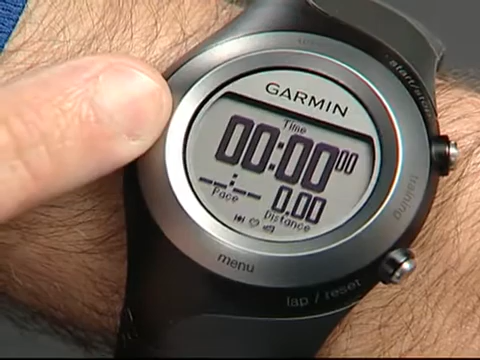 start/stop
GARMIN
Time
00:00 00
--:-- 0.00
Pace Distance
training
menu
lap / reset